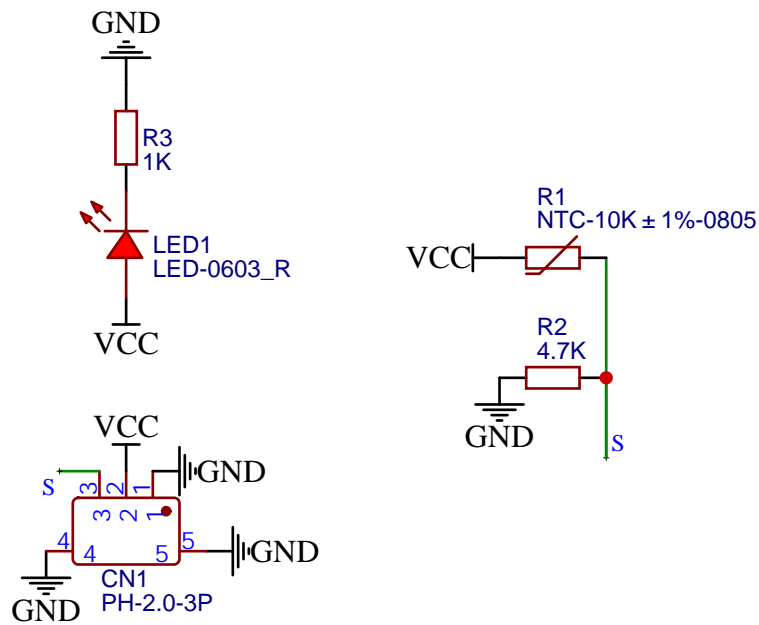 GND
R3
1K
LED1
LED-0603_R
VCC
R1
NTC-10K ± 1%-0805
VCC
R2
4.7K
GND
S
VCC
S
3
2
1
GND
3
2
1
4
4
5
5
GND
GND
CN1
PH-2.0-3P